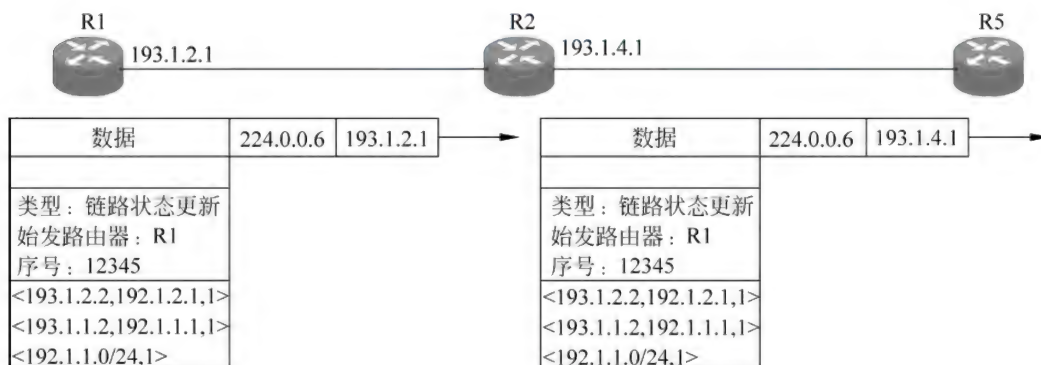 R1
R2
R5
193.1.2.1
193.1.4.1
数据 224.0.0.6 193.1.2.1
类型：链路状态更新
始发路由器：R1
序号：12345
<193.1.2.2,192.1.2.1,1>
<193.1.1.2,192.1.1.1,1>
<192.1.1.0/24,1>
数据 224.0.0.6 193.1.4.1
类型：链路状态更新
始发路由器：R1
序号：12345
<193.1.2.2,192.1.2.1,1>
<193.1.1.2,192.1.1.1,1>
<192.1.1.0/24,1>